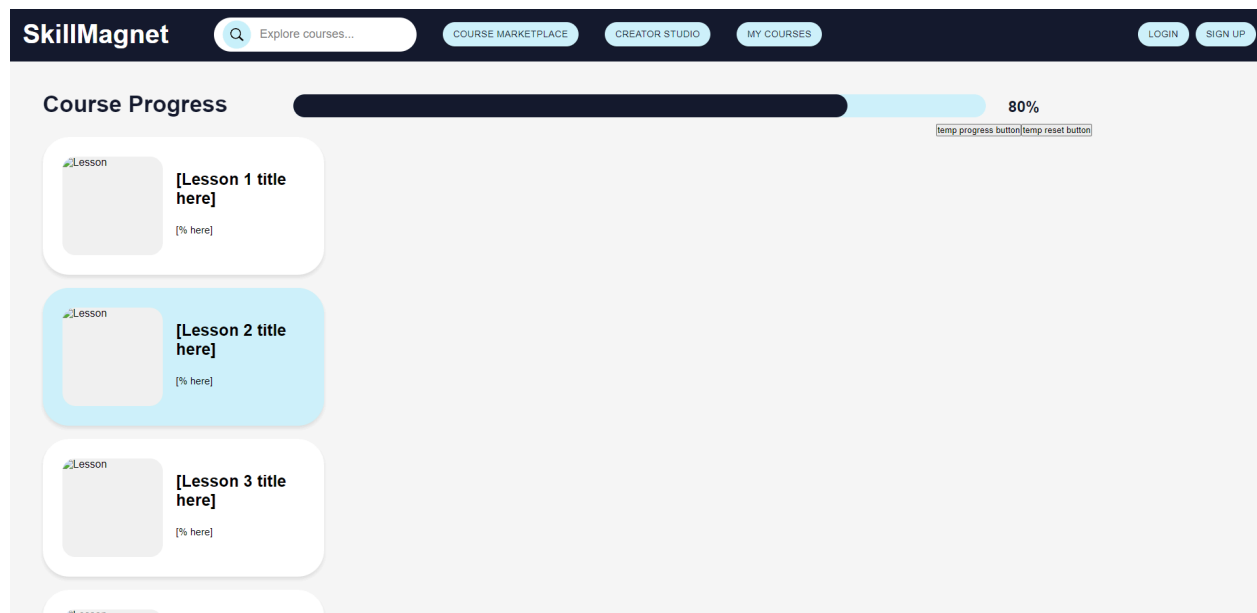 SkillMagnet
Explore courses...
COURSE MARKETPLACE
CREATOR STUDIO
MY COURSES
LOGIN
SIGN UP
Course Progress
80%
temp progress button
temp reset button
Lesson
[Lesson 1 title
here]
[% here]
Lesson
[Lesson 2 title
here]
[% here]
Lesson
[Lesson 3 title
here]
[% here]